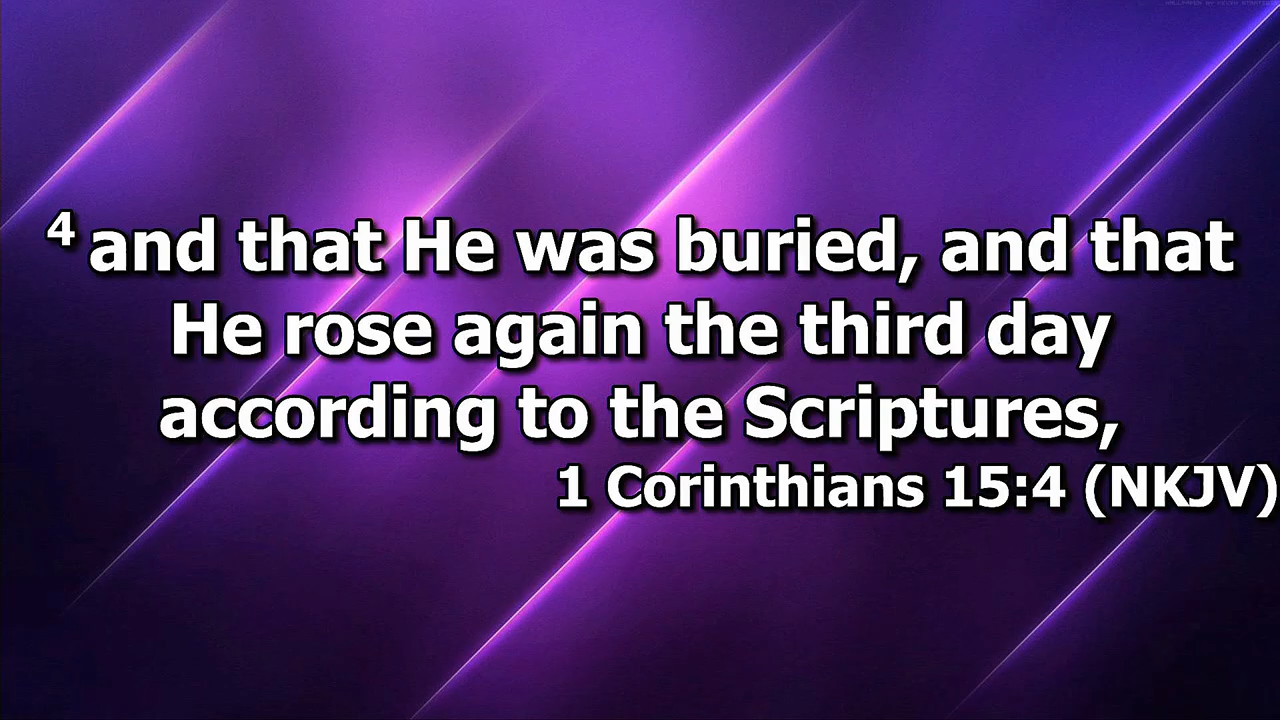 4 and that He was buried, and that
He rose again the third day
according to the Scriptures,
1 Corinthians 15:4 (NKJV)